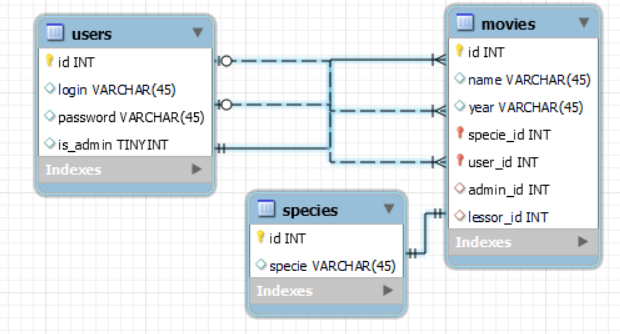 users
id INT
login VARCHAR(45)
password VARCHAR(45)
is_admin TINYINT
Indexes
movies
id INT
name VARCHAR(45)
year VARCHAR(45)
specie_id INT
user_id INT
admin_id INT
lessor_id INT
Indexes
species
id INT
specie VARCHAR(45)
Indexes